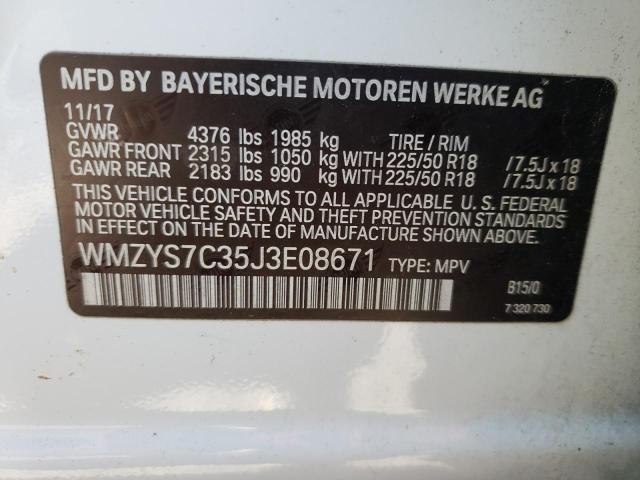 MFD BY BAYERISCHE MOTOREN WERKE AG
11/17
GVWR 4376 lbs 1985 kg TIRE / RIM
GAWR FRONT 2315 lbs 1050 kg WITH 225/50 R18 /7.5J x 18
GAWR REAR 2183 lbs 990 kg WITH 225/50 R18 /7.5J x 18
THIS VEHICLE CONFORMS TO ALL APPLICABLE U. S. FEDERAL
MOTOR VEHICLE SAFETY AND THEFT PREVENTION STANDARDS
IN EFFECT ON THE DATE OF MANUFACTURE SHOWN ABOVE.
WMZYS7C35J3E08671 TYPE: MPV
B15/0
7 320 730